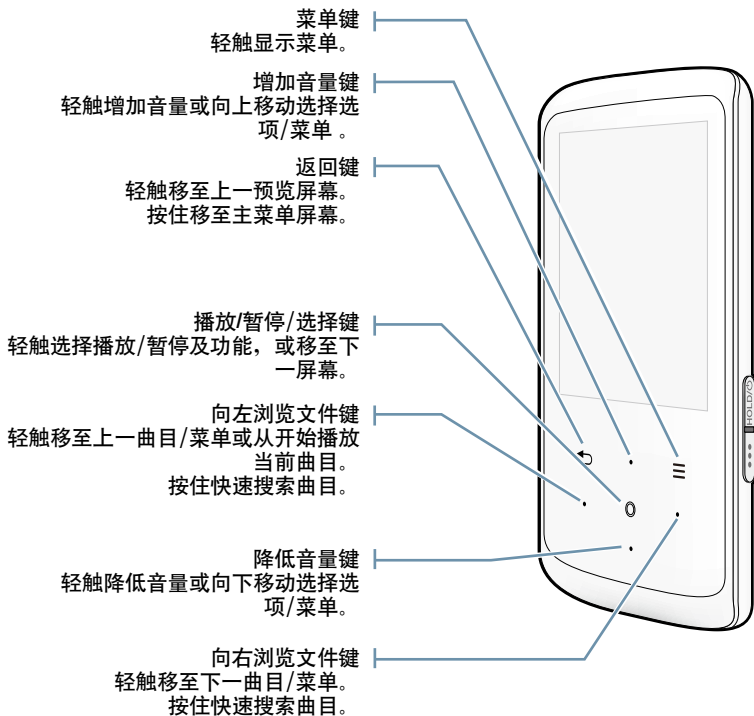 菜单键
轻触显示菜单。
增加音量键
轻触增加音量或向上移动选择选
项/菜单 。
返回键
轻触移至上一预览屏幕。
按住移至主菜单屏幕。
播放/暂停/选择键
轻触选择播放/暂停及功能，或移至下
一屏幕。
向左浏览文件键
轻触移至上一曲目/菜单或从开始播放
当前曲目。
按住快速搜索曲目。
降低音量键
轻触降低音量或向下移动选择选
项/菜单。
向右浏览文件键
轻触移至下一曲目/菜单。
按住快速搜索曲目。
HOLD/⏻